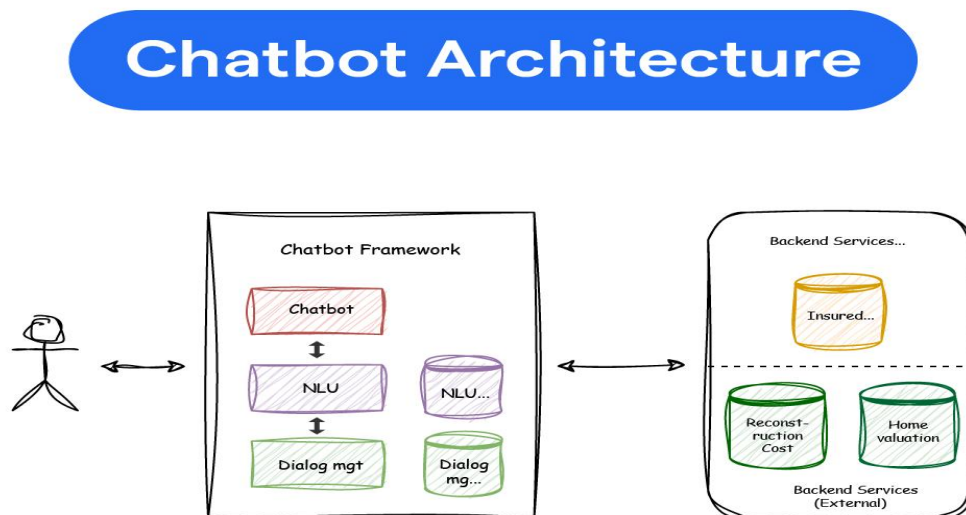 Chatbot Architecture
Chatbot Framework
Chatbot
NLU
NLU...
Dialog mgt
Dialog
mg...
Backend Services...
Insured...
Reconst-
ruction
Cost
Home
valuation
Backend Services
(External)